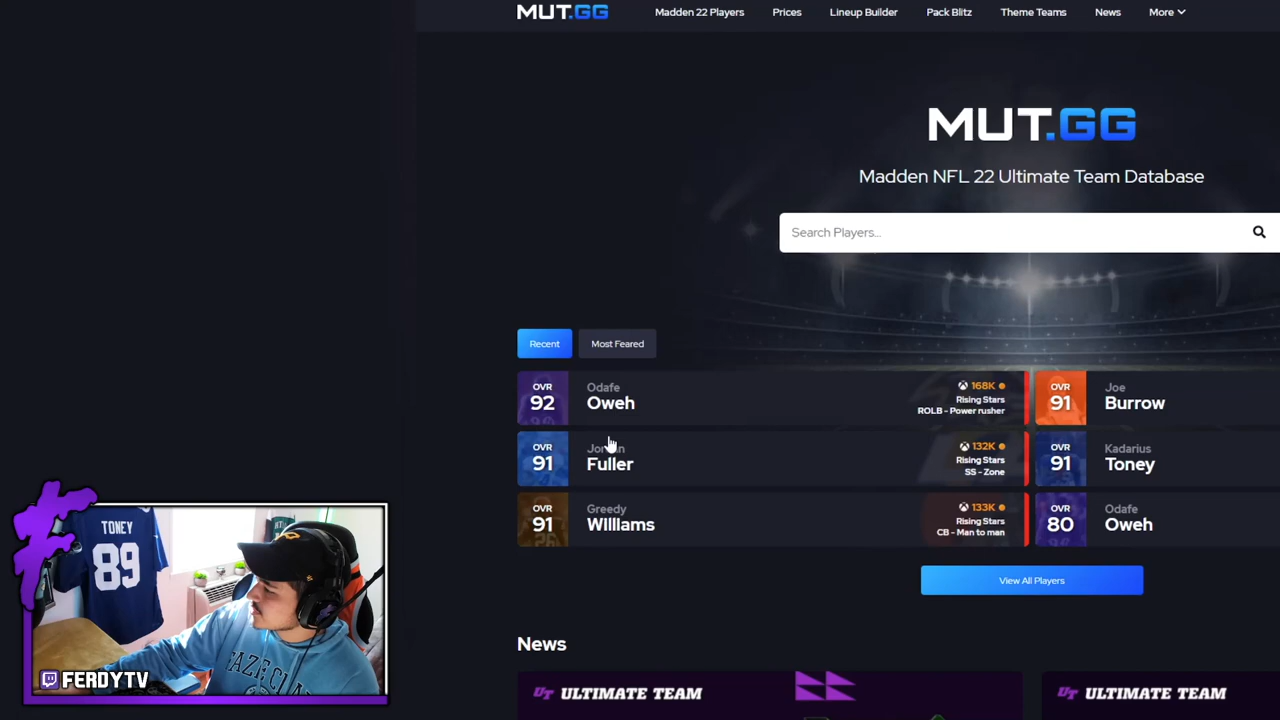 MUT.GG Madden 22 Players Prices Lineup Builder Pack Blitz Theme Teams News More
MUT.GG
Madden NFL 22 Ultimate Team Database
Search Players...
Recent Most Feared
OVR 92 Odafe Oweh 168K Rising Stars ROLB - Power rusher
OVR 91 Joe Burrow
OVR 91 Fuller 132K Rising Stars SS - Zone
OVR 91 Kadarius Toney
OVR 91 Greedy Williams 133K Rising Stars CB - Man to man
OVR 80 Odafe Oweh
View All Players
News
UT ULTIMATE TEAM
UT ULTIMATE TEAM
TONEY
89
FERDYTV